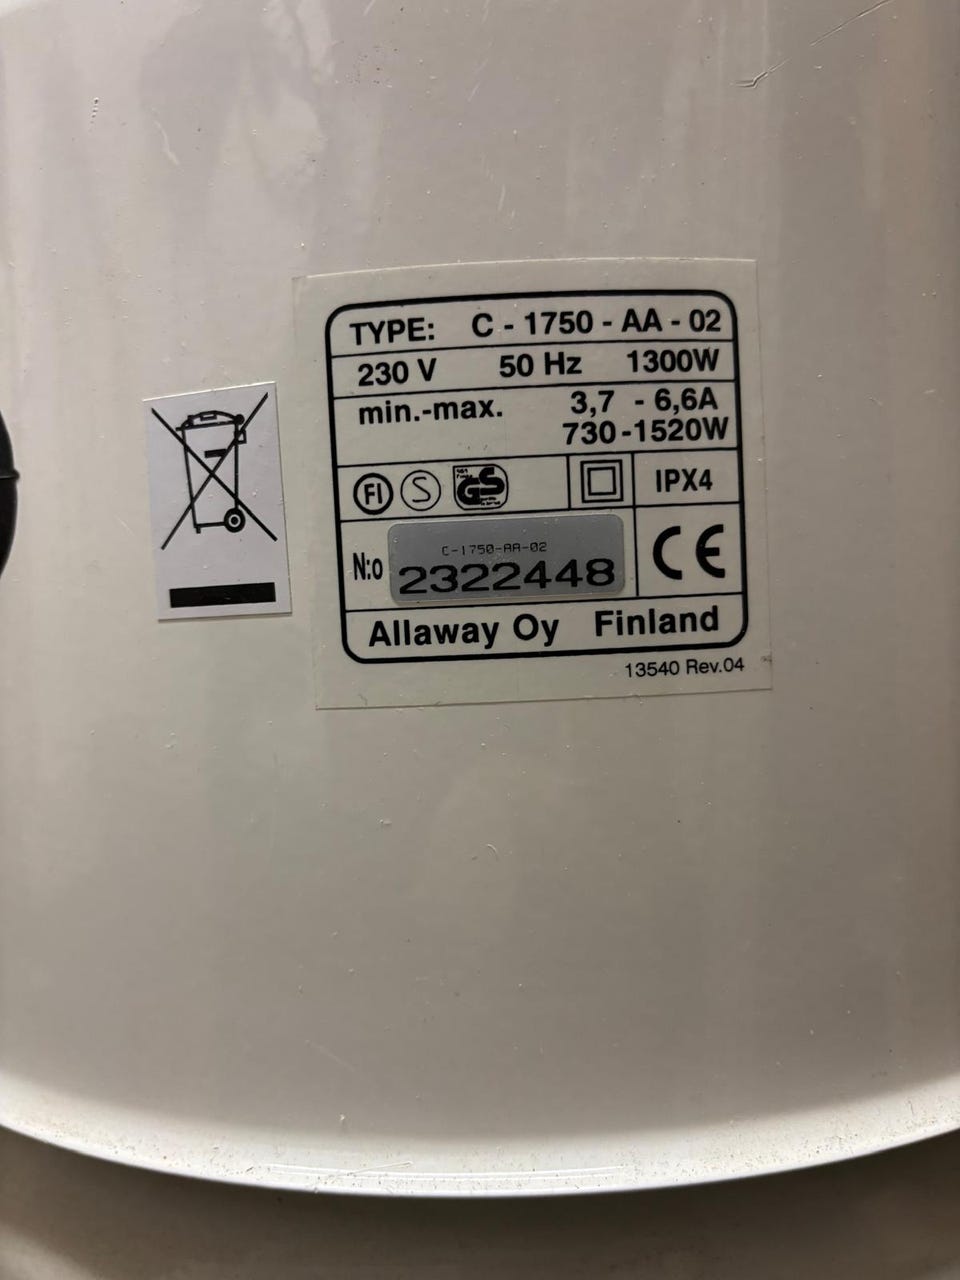 TYPE: C - 1750 - AA - 02
230 V 50 Hz 1300W
min.-max. 3,7 - 6,6A
730-1520W
FI S GS IPX4
C-1750-AA-02
N:o 2322448 CE
Allaway Oy Finland
13540 Rev.04